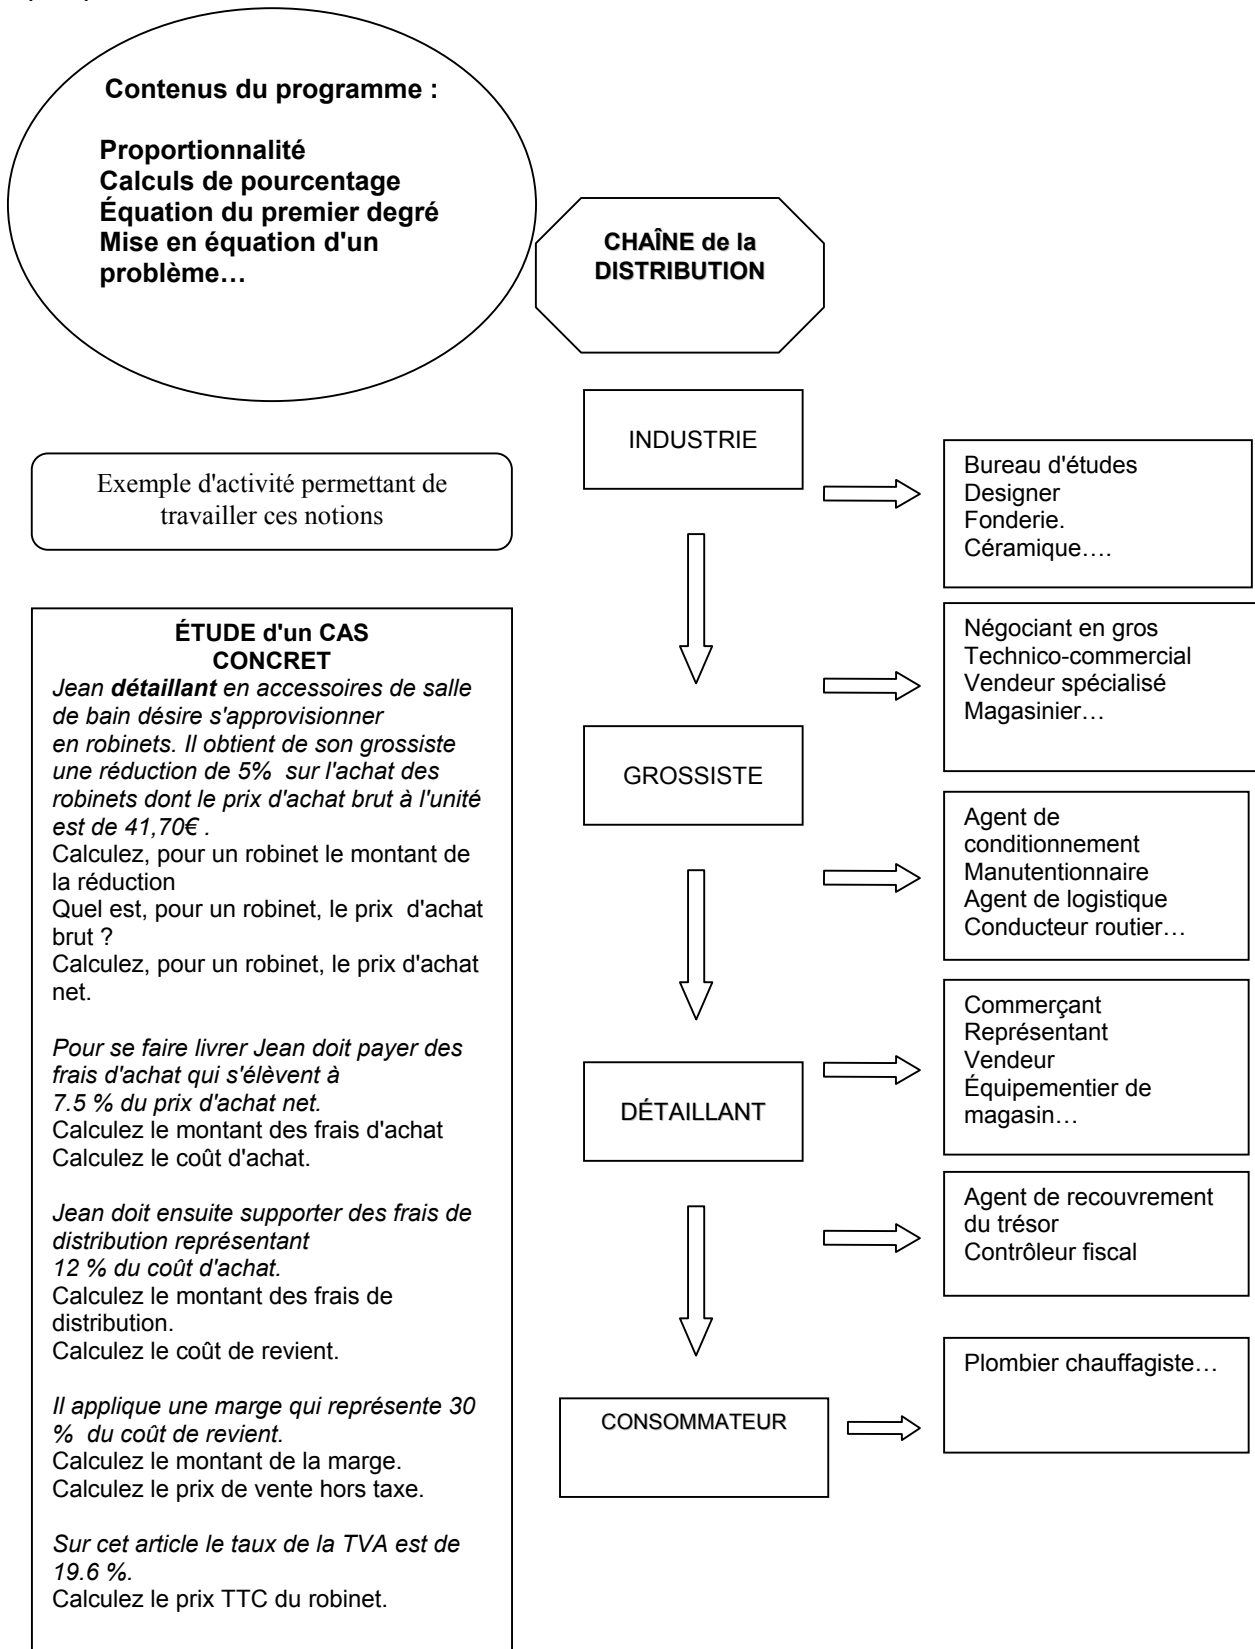 Contenus du programme :
Proportionnalité
Calculs de pourcentage
Équation du premier degré
Mise en équation d'un
problème…
CHAÎNE de la
DISTRIBUTION
INDUSTRIE
Exemple d'activité permettant de
travailler ces notions
Bureau d'études
Designer
Fonderie.
Céramique….
ÉTUDE d'un CAS
CONCRET
Jean détaillant en accessoires de salle
de bain désire s'approvisionner
en robinets. Il obtient de son grossiste
une réduction de 5% sur l'achat des
robinets dont le prix d'achat brut à l'unité
est de 41,70€ .
Calculez, pour un robinet le montant de
la réduction
Quel est, pour un robinet, le prix d'achat
brut ?
Calculez, pour un robinet, le prix d'achat
net.
Pour se faire livrer Jean doit payer des
frais d'achat qui s'élèvent à
7.5 % du prix d'achat net.
Calculez le montant des frais d'achat
Calculez le coût d'achat.
Jean doit ensuite supporter des frais de
distribution représentant
12 % du coût d'achat.
Calculez le montant des frais de
distribution.
Calculez le coût de revient.
Il applique une marge qui représente 30
% du coût de revient.
Calculez le montant de la marge.
Calculez le prix de vente hors taxe.
Sur cet article le taux de la TVA est de
19.6 %.
Calculez le prix TTC du robinet.
Négociant en gros
Technico-commercial
Vendeur spécialisé
Magasinier…
GROSSISTE
Agent de
conditionnement
Manutentionnaire
Agent de logistique
Conducteur routier…
DÉTAILLANT
Commerçant
Représentant
Vendeur
Équipementier de
magasin…
Agent de recouvrement
du trésor
Contrôleur fiscal
CONSOMMATEUR
Plombier chauffagiste…